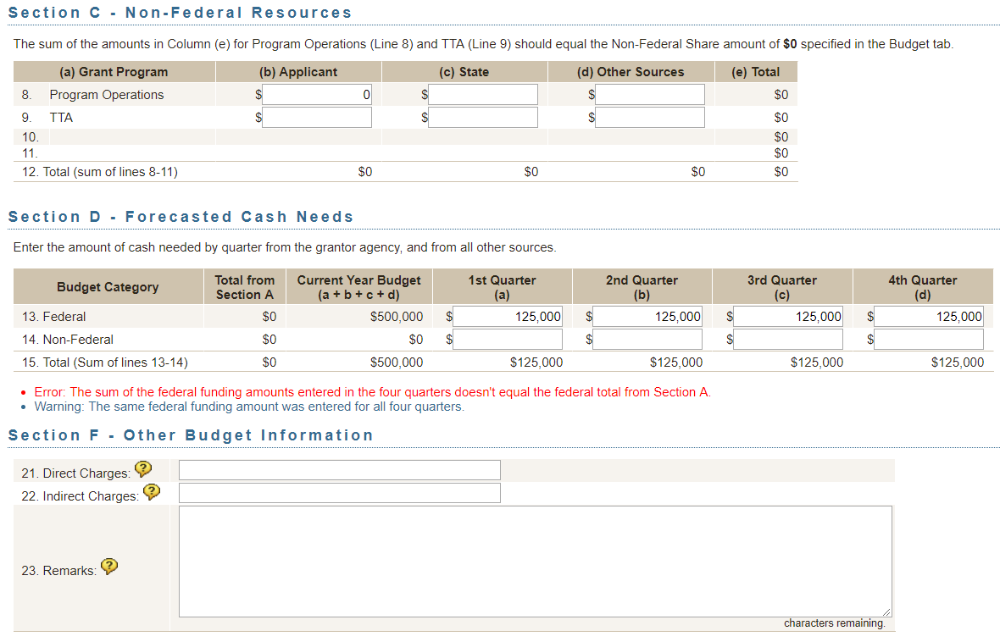 Section C - Non-Federal Resources
The sum of the amounts in Column (e) for Program Operations (Line 8) and TTA (Line 9) should equal the Non-Federal Share amount of $0 specified in the Budget tab.
(a) Grant Program (b) Applicant (c) State (d) Other Sources (e) Total
8. Program Operations $ 0 $ $ $0
9. TTA $ $ $ $0
10. $0
11. $0
12. Total (sum of lines 8-11) $0 $0 $0 $0
Section D - Forecasted Cash Needs
Enter the amount of cash needed by quarter from the grantor agency, and from all other sources.
Budget Category Total from Section A Current Year Budget (a + b + c + d) 1st Quarter (a) 2nd Quarter (b) 3rd Quarter (c) 4th Quarter (d)
13. Federal $0 $500,000 $ 125,000 $ 125,000 $ 125,000 $ 125,000
14. Non-Federal $0 $0 $ $ $ $
15. Total (Sum of lines 13-14) $0 $500,000 $125,000 $125,000 $125,000 $125,000
• Error: The sum of the federal funding amounts entered in the four quarters doesn't equal the federal total from Section A.
• Warning: The same federal funding amount was entered for all four quarters.
Section F - Other Budget Information
21. Direct Charges: ?
22. Indirect Charges: ?
23. Remarks: ?
characters remaining.